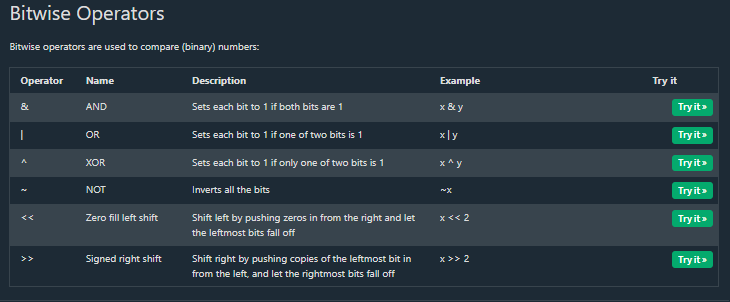 Bitwise Operators
Bitwise operators are used to compare (binary) numbers:
Operator Name Description Example Try it
& AND Sets each bit to 1 if both bits are 1 x & y Try it »
| OR Sets each bit to 1 if one of two bits is 1 x | y Try it »
^ XOR Sets each bit to 1 if only one of two bits is 1 x ^ y Try it »
~ NOT Inverts all the bits ~x Try it »
<< Zero fill left shift Shift left by pushing zeros in from the right and let x << 2 Try it »
the leftmost bits fall off
>> Signed right shift Shift right by pushing copies of the leftmost bit in x >> 2 Try it »
from the left, and let the rightmost bits fall off